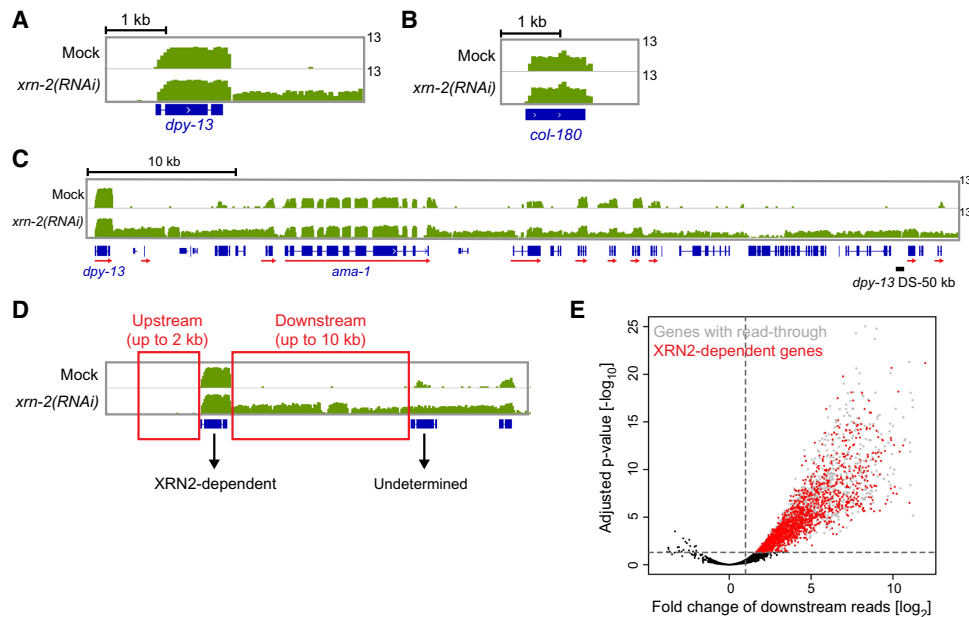 A
1 kb
13
Mock
13
xrn-2(RNAi)
dpy-13
B
1 kb
13
Mock
13
xrn-2(RNAi)
col-180
C
10 kb
13
Mock
13
xrn-2(RNAi)
dpy-13
ama-1
dpy-13 DS-50 kb
D
Upstream
(up to 2 kb)
Downstream
(up to 10 kb)
Mock
xrn-2(RNAi)
XRN2-dependent
Undetermined
E
Genes with read-through
XRN2-dependent genes
Adjusted p-value [-log10]
25
20
15
10
5
0
0
5
10
Fold change of downstream reads [log2]